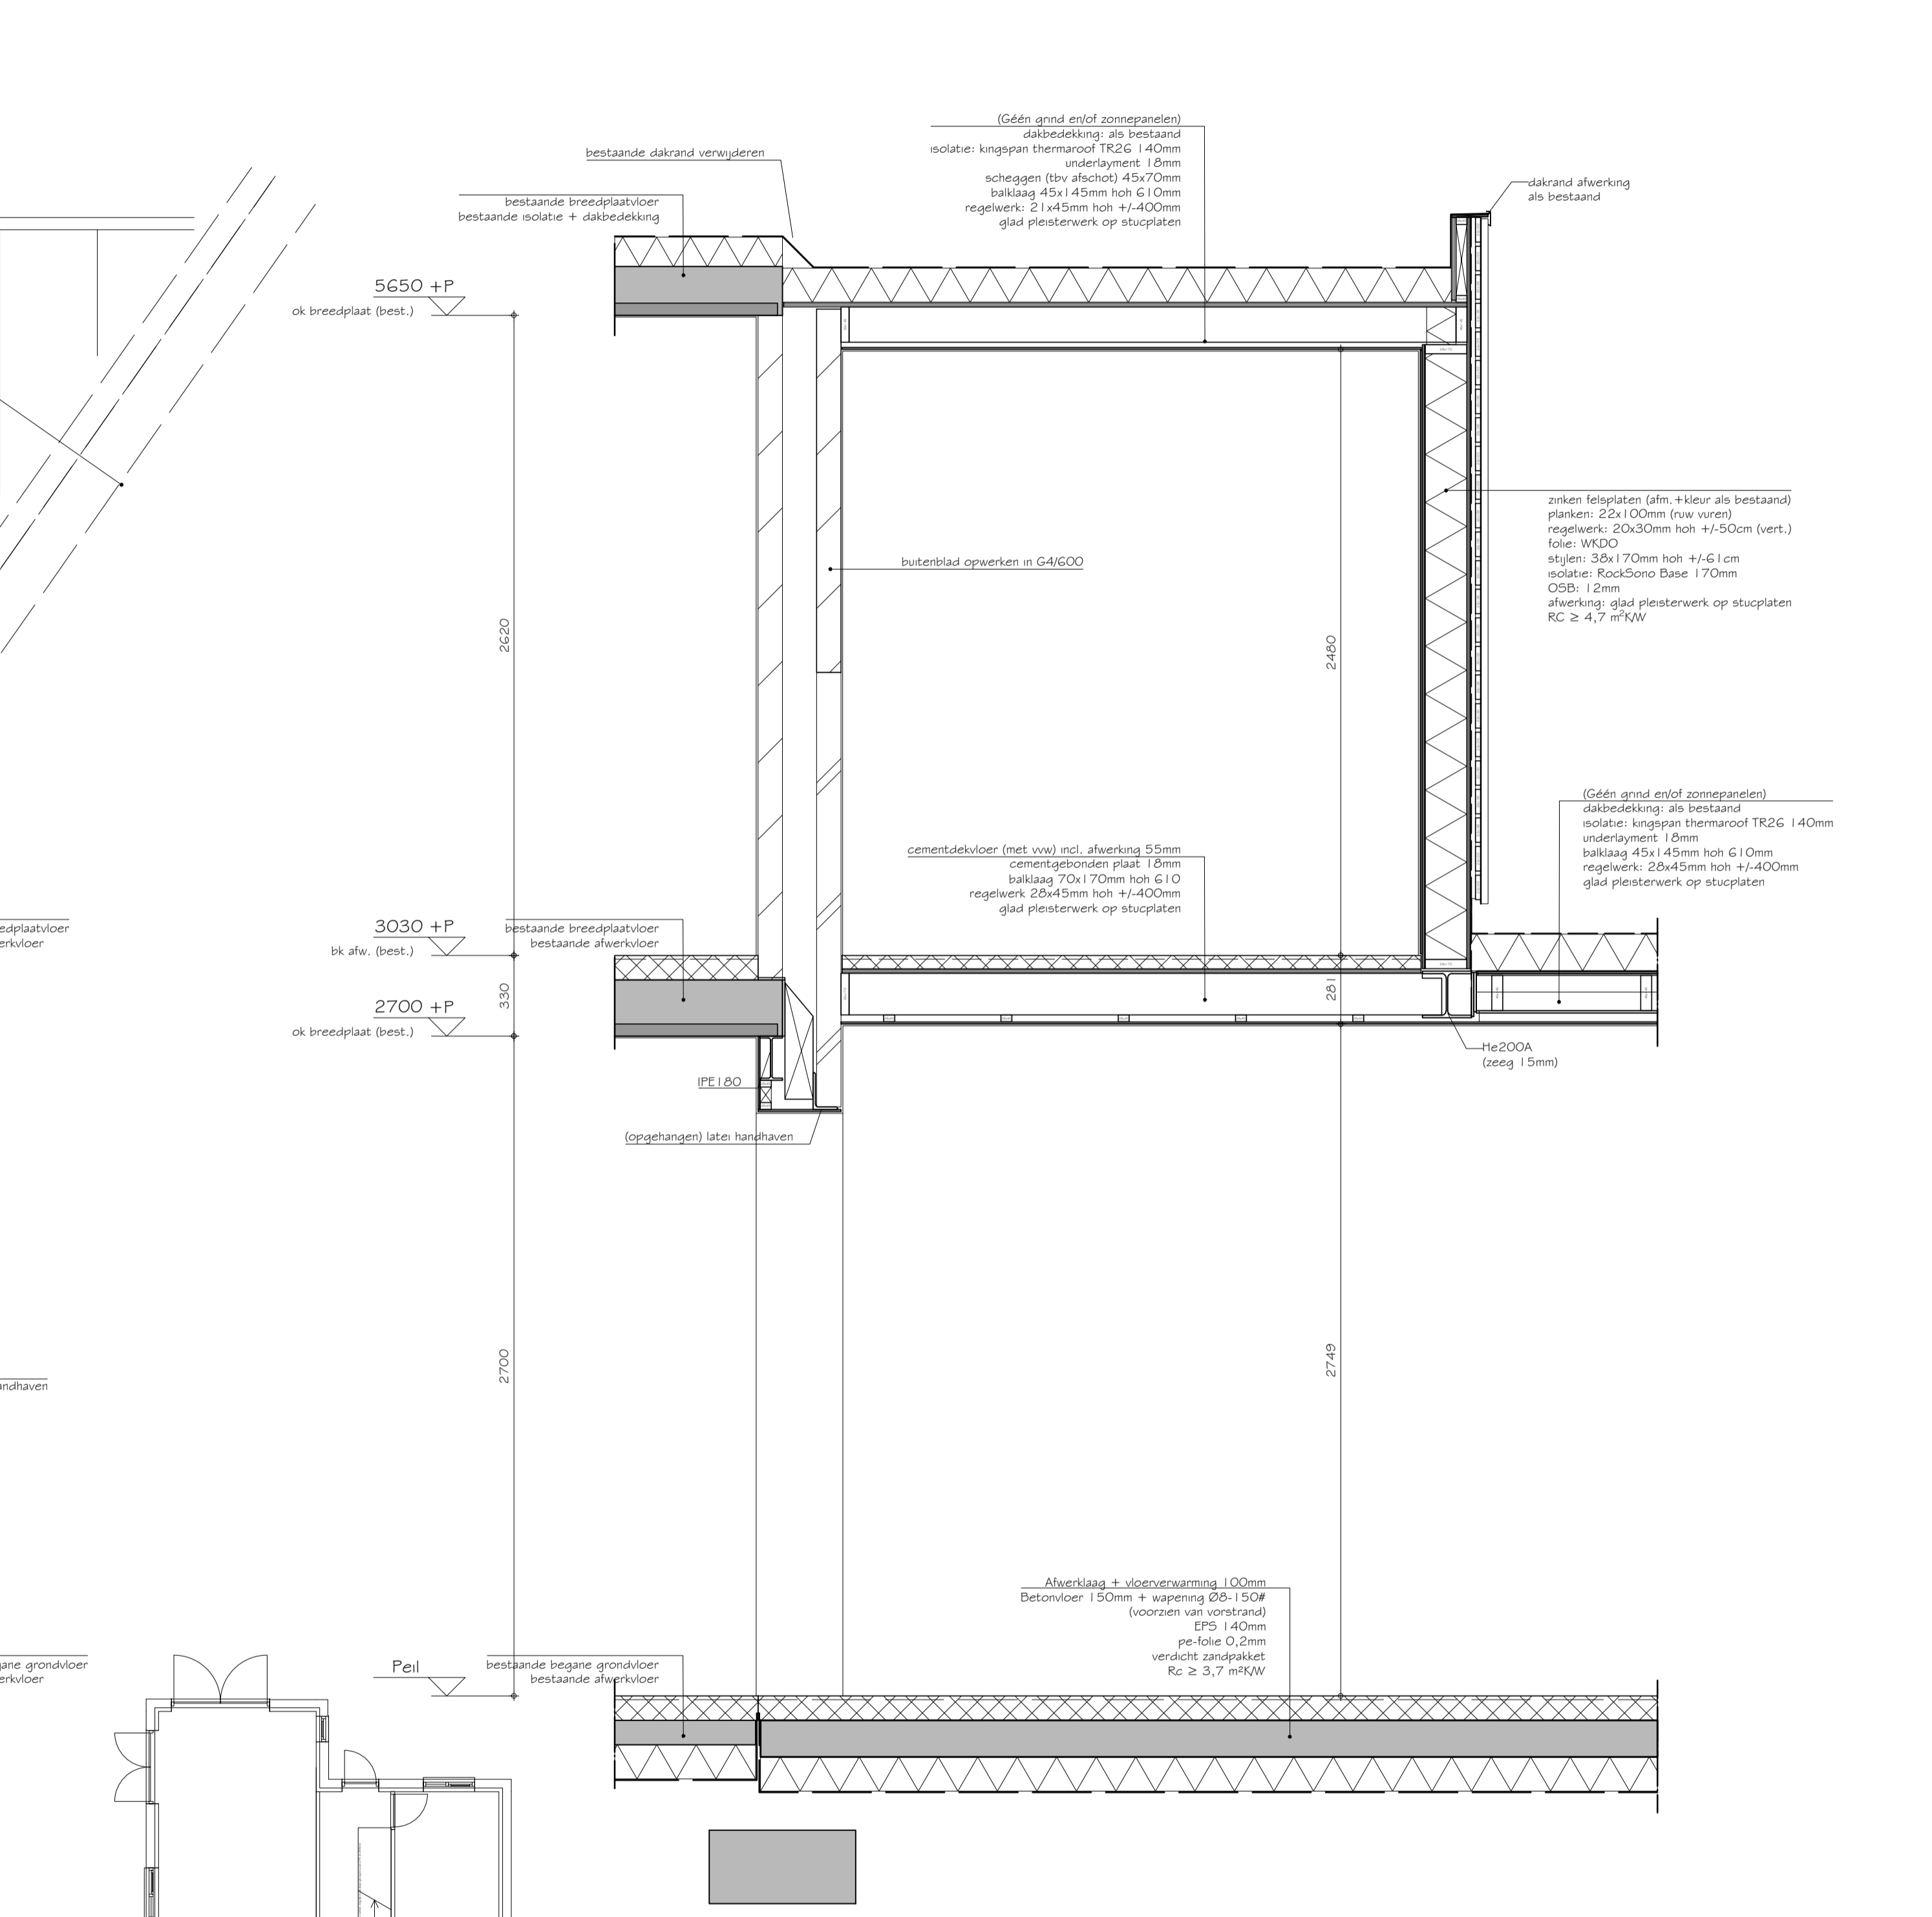 (Géén grind en/of zonnepanelen)
dakbedekking: als bestaand
isolatie: kingspan thermaroof TR26 140mm
underlayment 18mm
scheggen (tbv afschot) 45x70mm
balklaag 45x145mm hoh 610mm
regelwerk: 21x45mm hoh +/-400mm
glad pleisterwerk op stucplaten
bestaande dakrand verwijderen
dakrand afwerking
als bestaand
bestaande breedplaatvloer
bestaande isolatie + dakbedekking
5650 +P
ok breedplaat (best.)
zinken felsplaten (afm.+kleur als bestaand)
planken: 22x100mm (ruw vuren)
regelwerk: 20x30mm hoh +/-50cm (vert.)
folie: WKDO
stijlen: 38x170mm hoh +/-61cm
isolatie: RockSono Base 170mm
OSB: 12mm
afwerking: glad pleisterwerk op stucplaten
RC ≥ 4,7 m²K/W
buitenblad opwerken in G4/600
2620
2480
(Géén grind en/of zonnepanelen)
dakbedekking: als bestaand
isolatie: kingspan thermaroof TR26 140mm
underlayment 18mm
balklaag 45x145mm hoh 610mm
regelwerk: 28x45mm hoh +/-400mm
glad pleisterwerk op stucplaten
cementdekvloer (met vvw) incl. afwerking 55mm
cementgebonden plaat 18mm
balklaag 70x170mm hoh 610
regelwerk 28x45mm hoh +/-400mm
glad pleisterwerk op stucplaten
edplaatvloer
erkvloer
3030 +P
bk afw. (best.)
bestaande breedplaatvloer
bestaande afwerkvloer
330
281
2700 +P
ok breedplaat (best.)
He200A
(zeeg 15mm)
IPE180
(opgehangen) latei handhaven
2700
2749
andhaven
Afwerklaag + vloerverwarming 100mm
Betonvloer 150mm + wapening Ø8-150#
(voorzien van vorstrand)
EPS 140mm
pe-folie 0,2mm
verdicht zandpakket
Rc ≥ 3,7 m²K/W
gane grondvloer
erkvloer
Peil
bestaande begane grondvloer
bestaande afwerkvloer